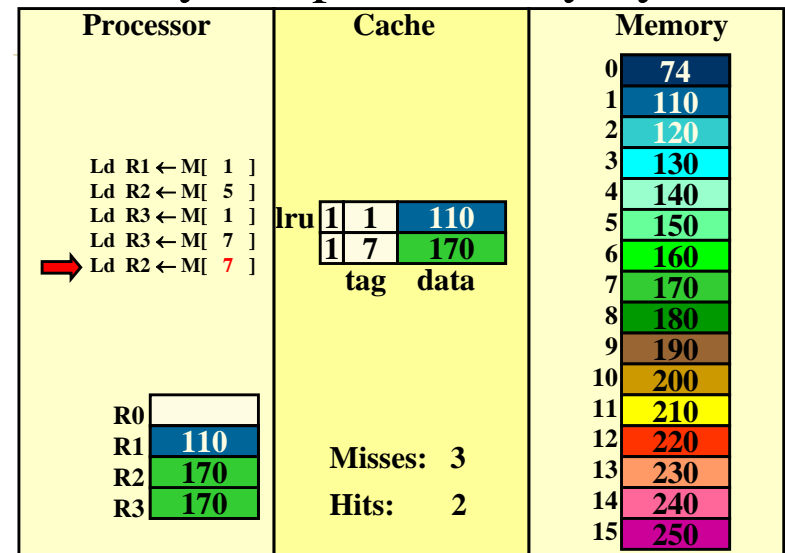 Processor
Ld R1 ← M[ 1 ]
Ld R2 ← M[ 5 ]
Ld R3 ← M[ 1 ]
Ld R3 ← M[ 7 ]
Ld R2 ← M[ 7 ]
R0
R1 110
R2 170
R3 170
Cache
lru 1 1 110
1 7 170
tag data
Misses: 3
Hits: 2
Memory
0 74
1 110
2 120
3 130
4 140
5 150
6 160
7 170
8 180
9 190
10 200
11 210
12 220
13 230
14 240
15 250